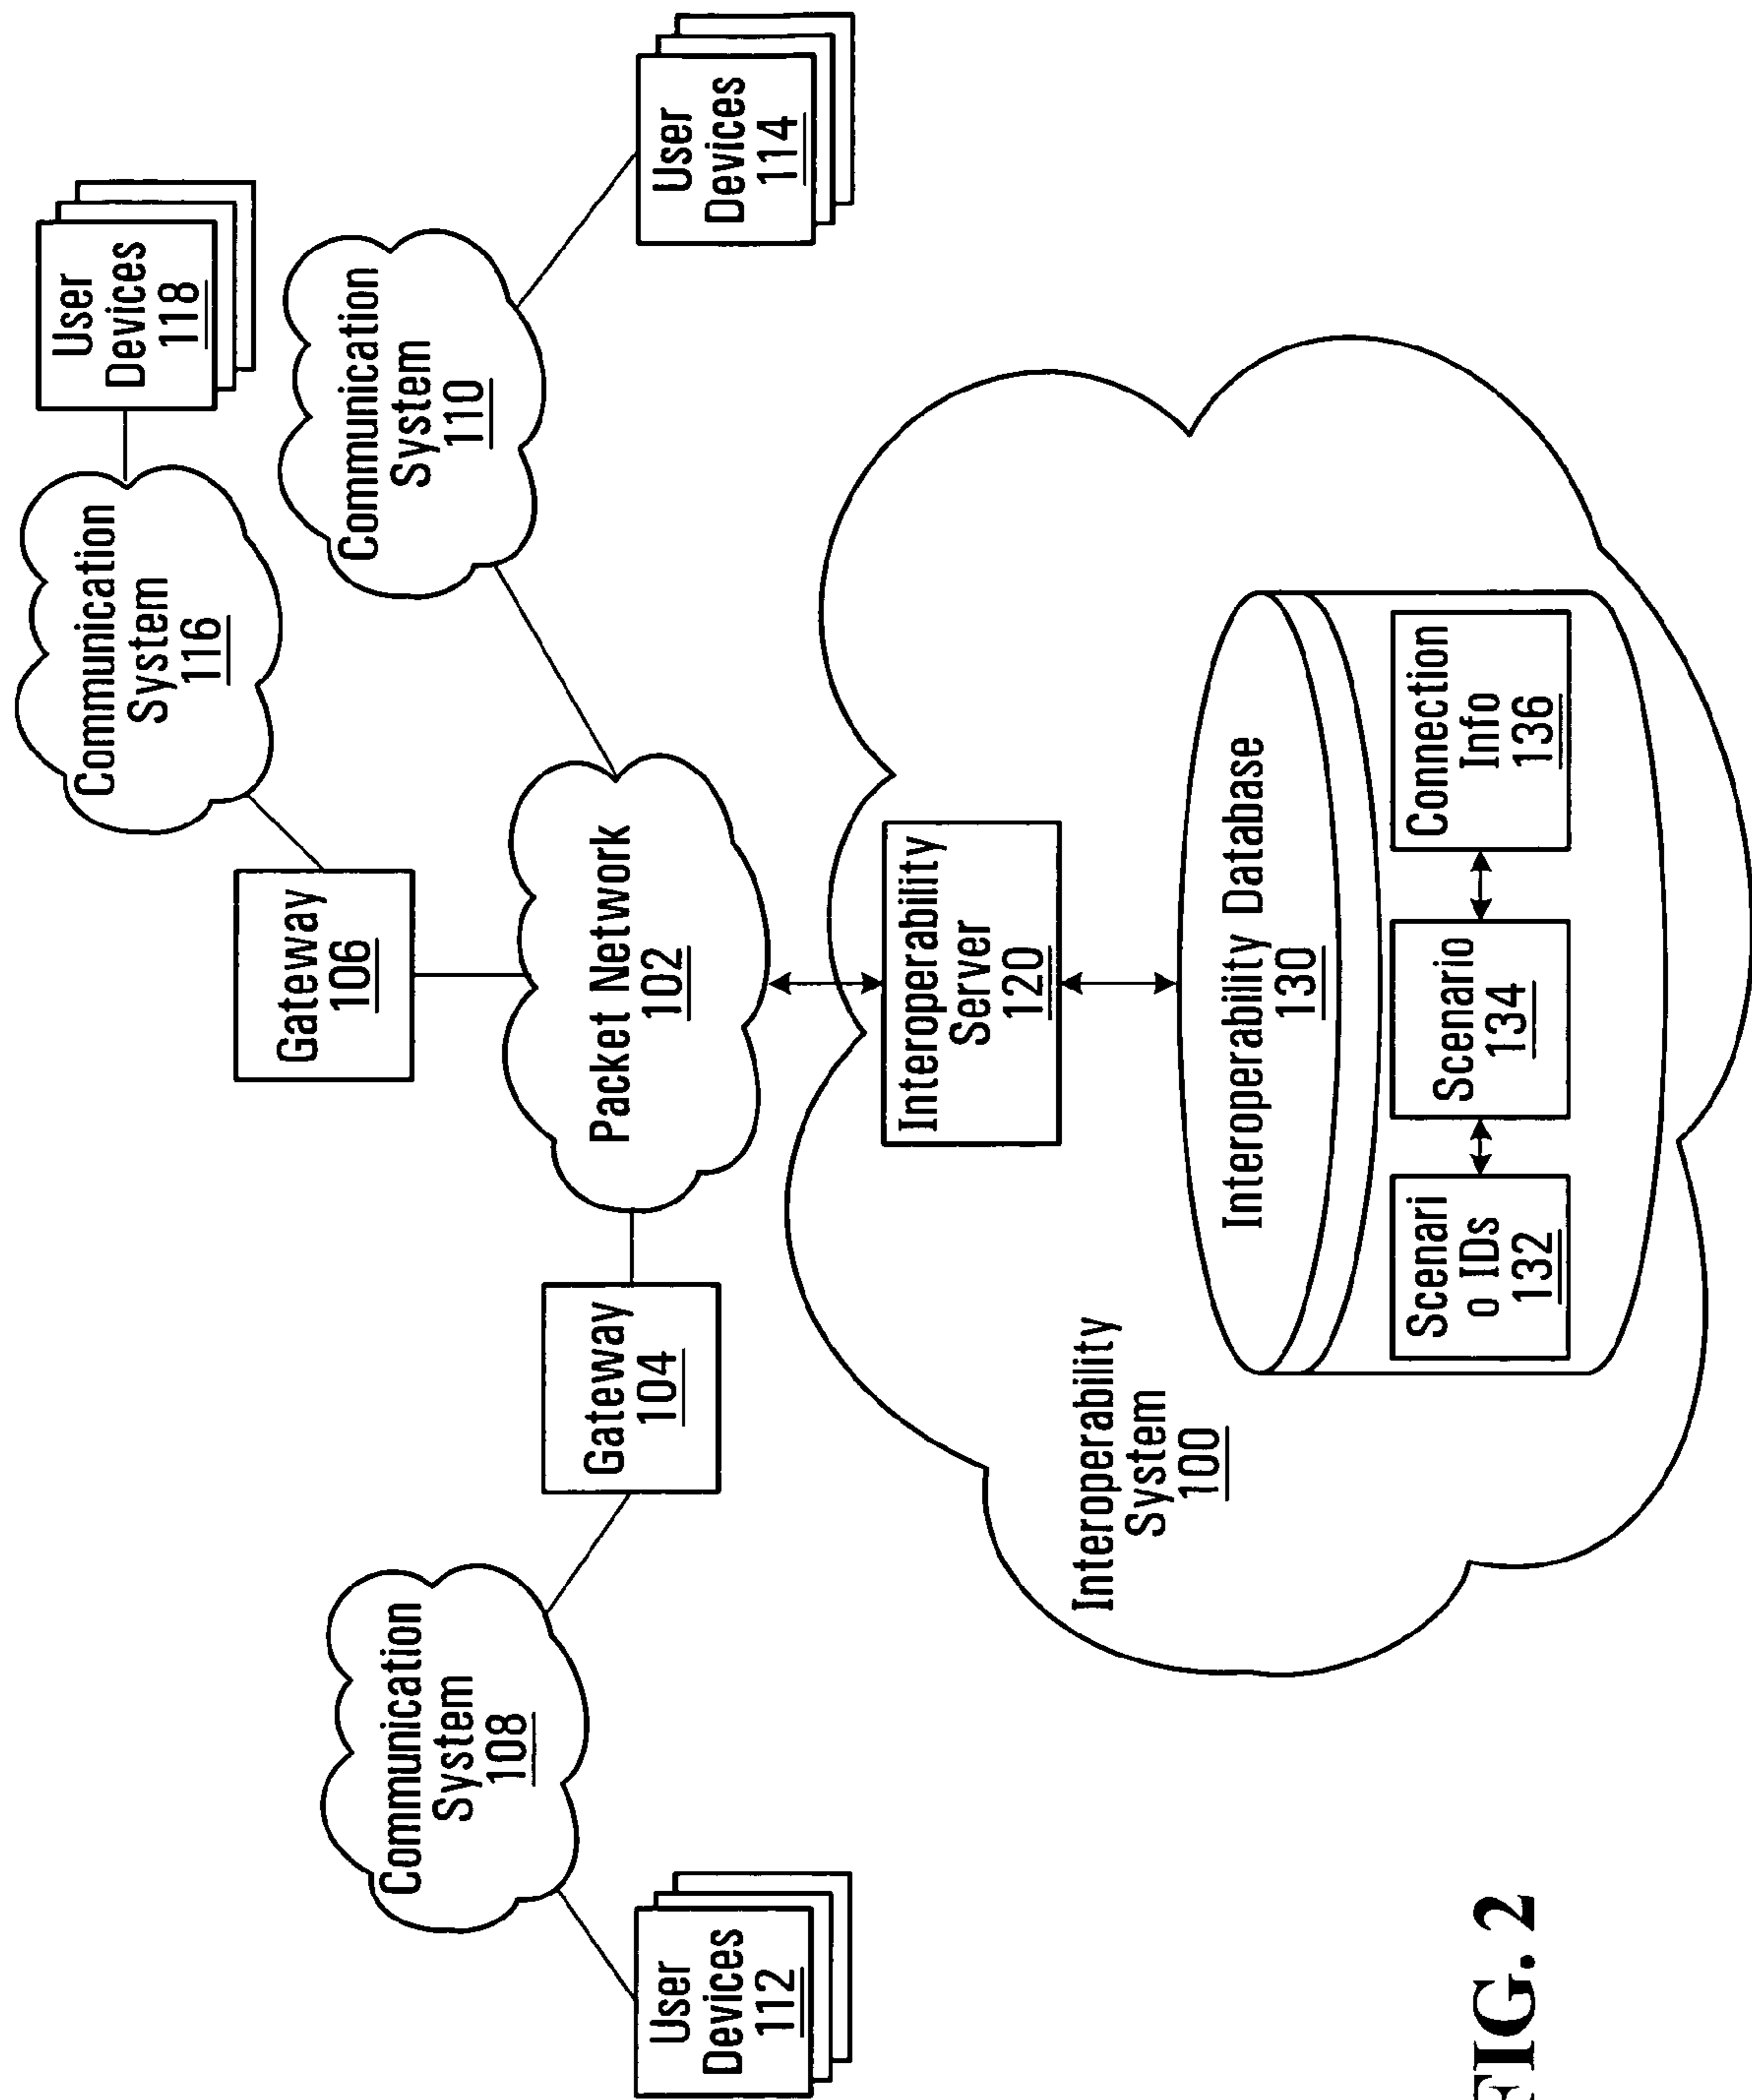 User
Devices
118
Communication
System
116
User
Devices
114
Communication
System
110
Gateway
106
Packet Network
102
Gateway
104
Communication
System
108
User
Devices
112
Interoperability
Server
120
Interoperability
System
100
Interoperability Database
130
Scenari
o IDs
132
Scenario
134
Connection
Info
136
FIG. 2